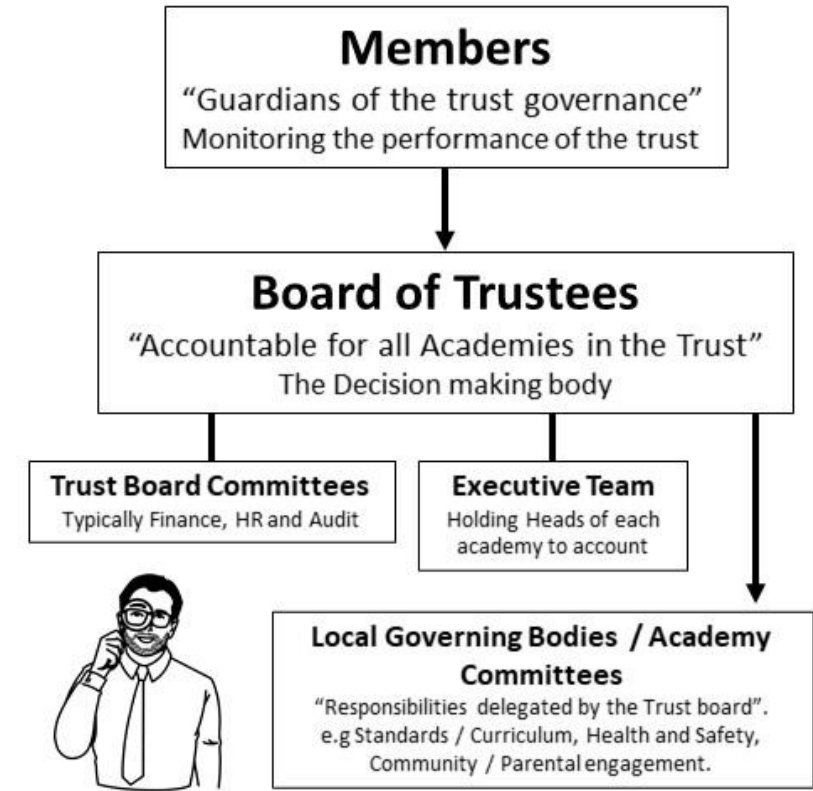 Members
“Guardians of the trust governance”
Monitoring the performance of the trust
Board of Trustees
“Accountable for all Academies in the Trust”
The Decision making body
Trust Board Committees
Typically Finance, HR and Audit
Executive Team
Holding Heads of each
academy to account
Local Governing Bodies / Academy
Committees
“Responsibilities delegated by the Trust board”.
e.g Standards / Curriculum, Health and Safety,
Community / Parental engagement.